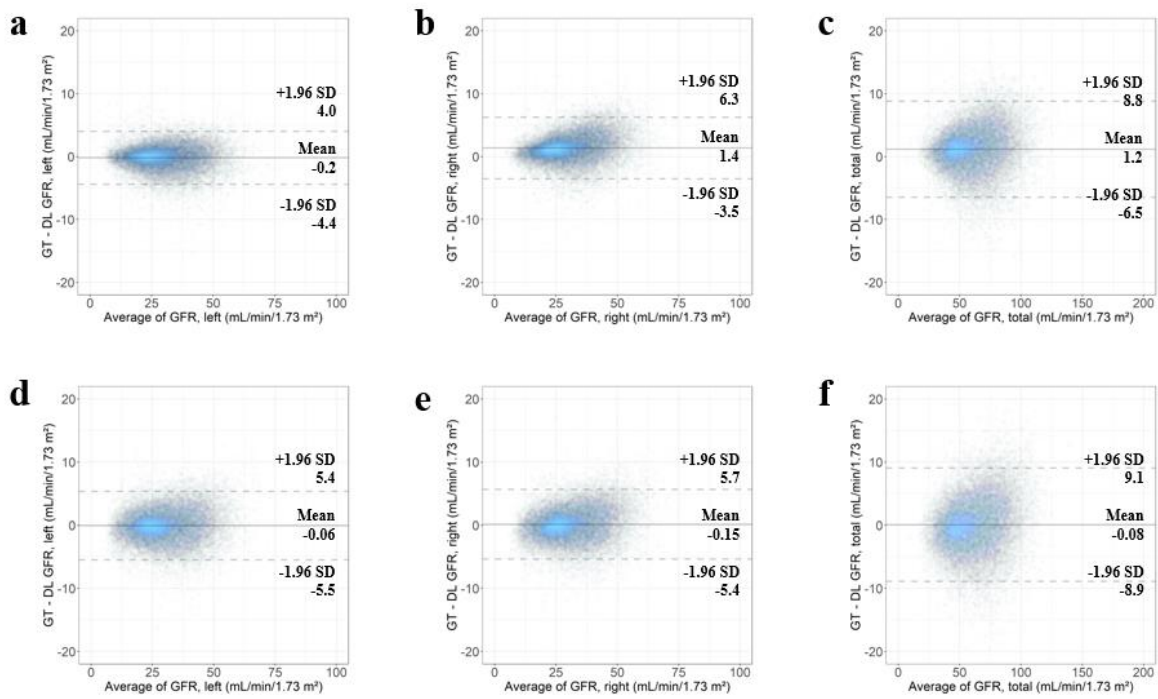 a
GT - DL GFR, left (mL/min/1.73 m²)
20
10
0
-10
-20
+1.96 SD
4.0
Mean
-0.2
-1.96 SD
-4.4
0 25 50 75 100
Average of GFR, left (mL/min/1.73 m²)
b
GT - DL GFR, right (mL/min/1.73 m²)
20
10
0
-10
-20
+1.96 SD
6.3
Mean
1.4
-1.96 SD
-3.5
0 25 50 75 100
Average of GFR, right (mL/min/1.73 m²)
c
GT - DL GFR, total (mL/min/1.73 m²)
20
10
0
-10
-20
+1.96 SD
8.8
Mean
1.2
-1.96 SD
-6.5
0 50 100 150 200
Average of GFR, total (mL/min/1.73 m²)
d
GT - DL GFR, left (mL/min/1.73 m²)
20
10
0
-10
-20
+1.96 SD
5.4
Mean
-0.06
-1.96 SD
-5.5
0 25 50 75 100
Average of GFR, left (mL/min/1.73 m²)
e
GT - DL GFR, right (mL/min/1.73 m²)
20
10
0
-10
-20
+1.96 SD
5.7
Mean
-0.15
-1.96 SD
-5.4
0 25 50 75 100
Average of GFR, right (mL/min/1.73 m²)
f
GT - DL GFR, total (mL/min/1.73 m²)
20
10
0
-10
-20
+1.96 SD
9.1
Mean
-0.08
-1.96 SD
-8.9
0 50 100 150 200
Average of GFR, total (mL/min/1.73 m²)